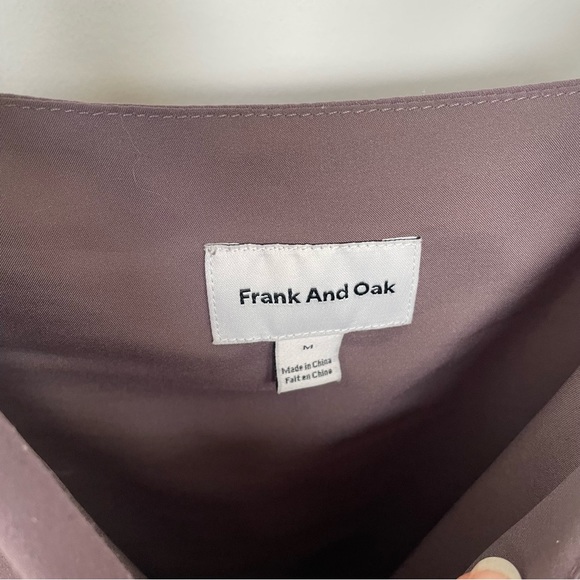 Frank And Oak
M
Made in China
Fait en Chine